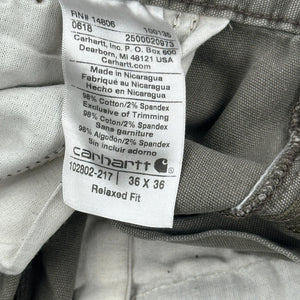 RN# 14806 100135
0618 2500020973
Carhartt, Inc. P.O. Box 600
Dearborn, MI 48121 USA
Carhartt.com
Made in Nicaragua
Fabriqué au Nicaragua
Hecho en Nicaragua
98% Cotton/2% Spandex
Exclusive of Trimming
98% Coton/2% Spandex
Sans garniture
98% Algodón/2% Spandex
Sin incluir adorno
carhartt
102802-217 36 X 36
Relaxed Fit